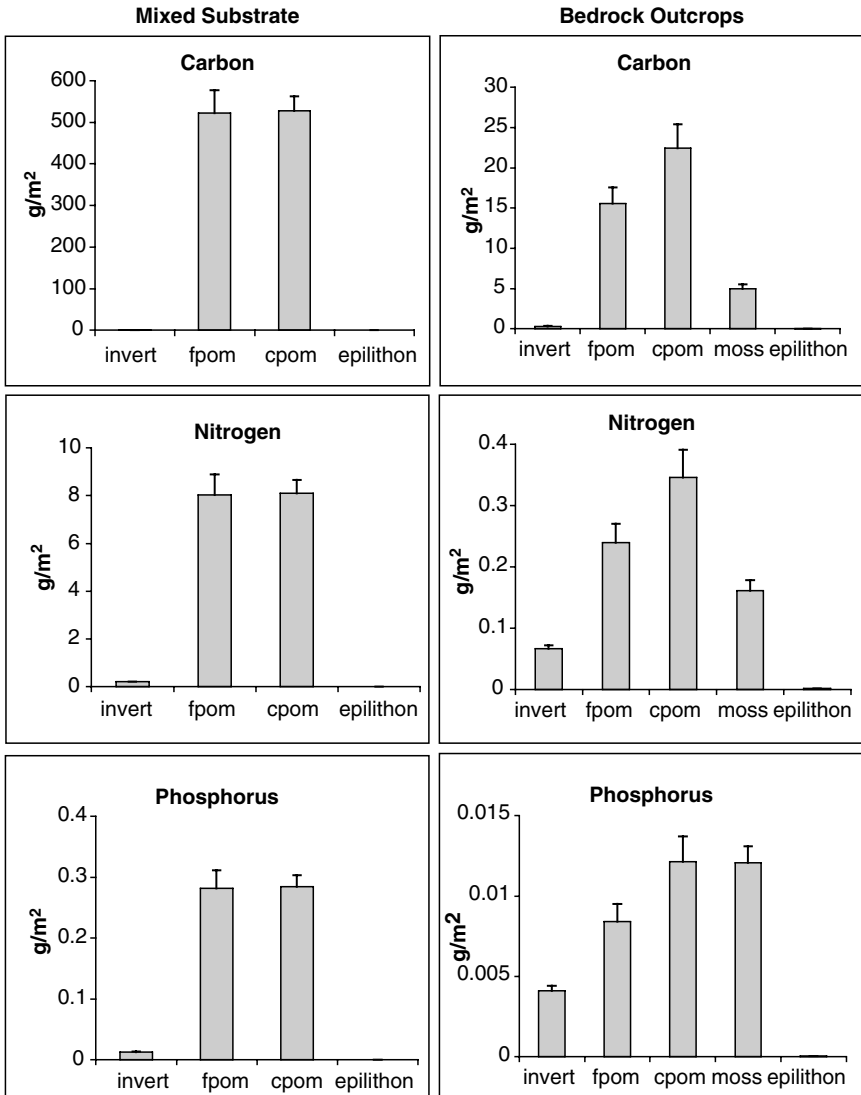 Mixed Substrate
Carbon
600
500
400
300
200
100
0
g/m²
invert fpom cpom epilithon
Bedrock Outcrops
Carbon
30
25
20
15
10
5
0
g/m²
invert fpom cpom moss epilithon
Nitrogen
10
8
6
4
2
0
g/m²
invert fpom cpom epilithon
Nitrogen
0.4
0.3
0.2
0.1
0
g/m²
invert fpom cpom moss epilithon
Phosphorus
0.4
0.3
0.2
0.1
0
g/m²
invert fpom cpom epilithon
Phosphorus
0.015
0.01
0.005
0
g/m2
invert fpom cpom moss epilithon